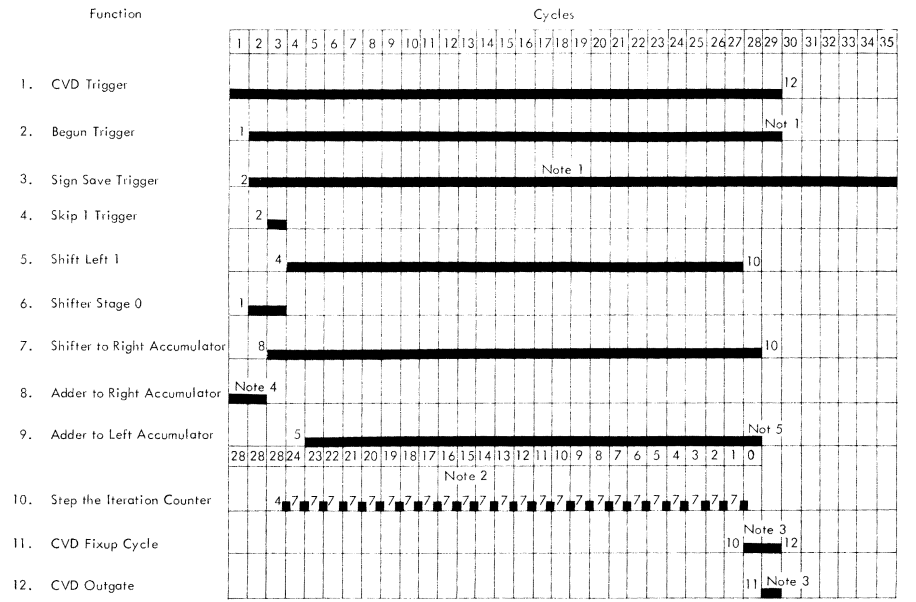 Function Cycles
1 2 3 4 5 6 7 8 9 10 11 12 13 14 15 16 17 18 19 20 21 22 23 24 25 26 27 28 29 30 31 32 33 34 35
1. CVD Trigger 12
2. Begun Trigger 1 Not 1
3. Sign Save Trigger 2 Note 1
4. Skip 1 Trigger 2
5. Shift Left 1 4 10
6. Shifter Stage 0 1
7. Shifter to Right Accumulator 8 10
8. Adder to Right Accumulator Note 4
9. Adder to Left Accumulator 5 Not 5
28 28 28 24 23 22 21 20 19 18 17 16 15 14 13 12 11 10 9 8 7 6 5 4 3 2 1 0
Note 2
10. Step the Iteration Counter 4 7 7 7 7 7 7 7 7 7 7 7 7 7 7 7 7 7 7 7 7 7 7 7 7
11. CVD Fixup Cycle 10 Note 3 12
12. CVD Outgate 11 Note 3